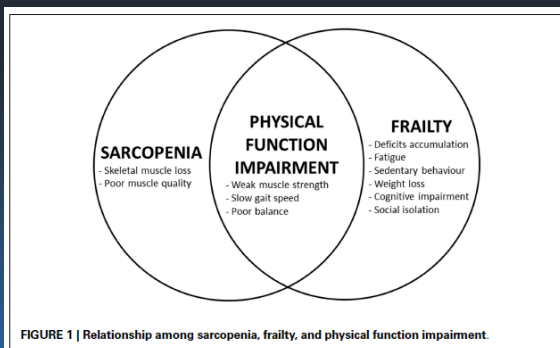 SARCOPENIA
- Skeletal muscle loss
- Poor muscle quality
PHYSICAL
FUNCTION
IMPAIRMENT
- Weak muscle strength
- Slow gait speed
- Poor balance
FRAILTY
- Deficits accumulation
- Fatigue
- Sedentary behaviour
- Weight loss
- Cognitive impairment
- Social isolation
FIGURE 1 | Relationship among sarcopenia, frailty, and physical function impairment.